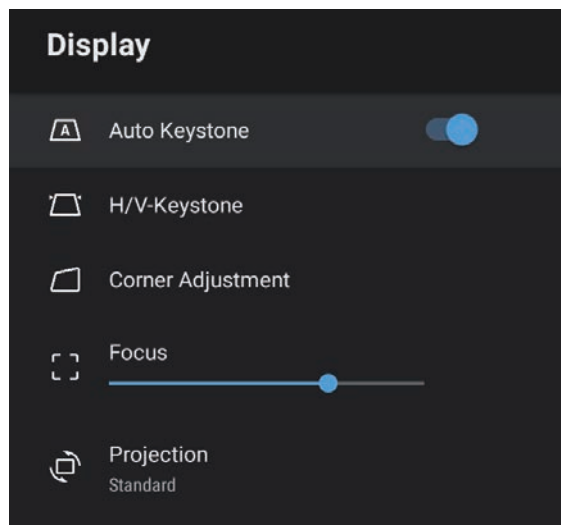 Display
A
Auto Keystone
H/V-Keystone
Corner Adjustment
Focus
Projection
Standard